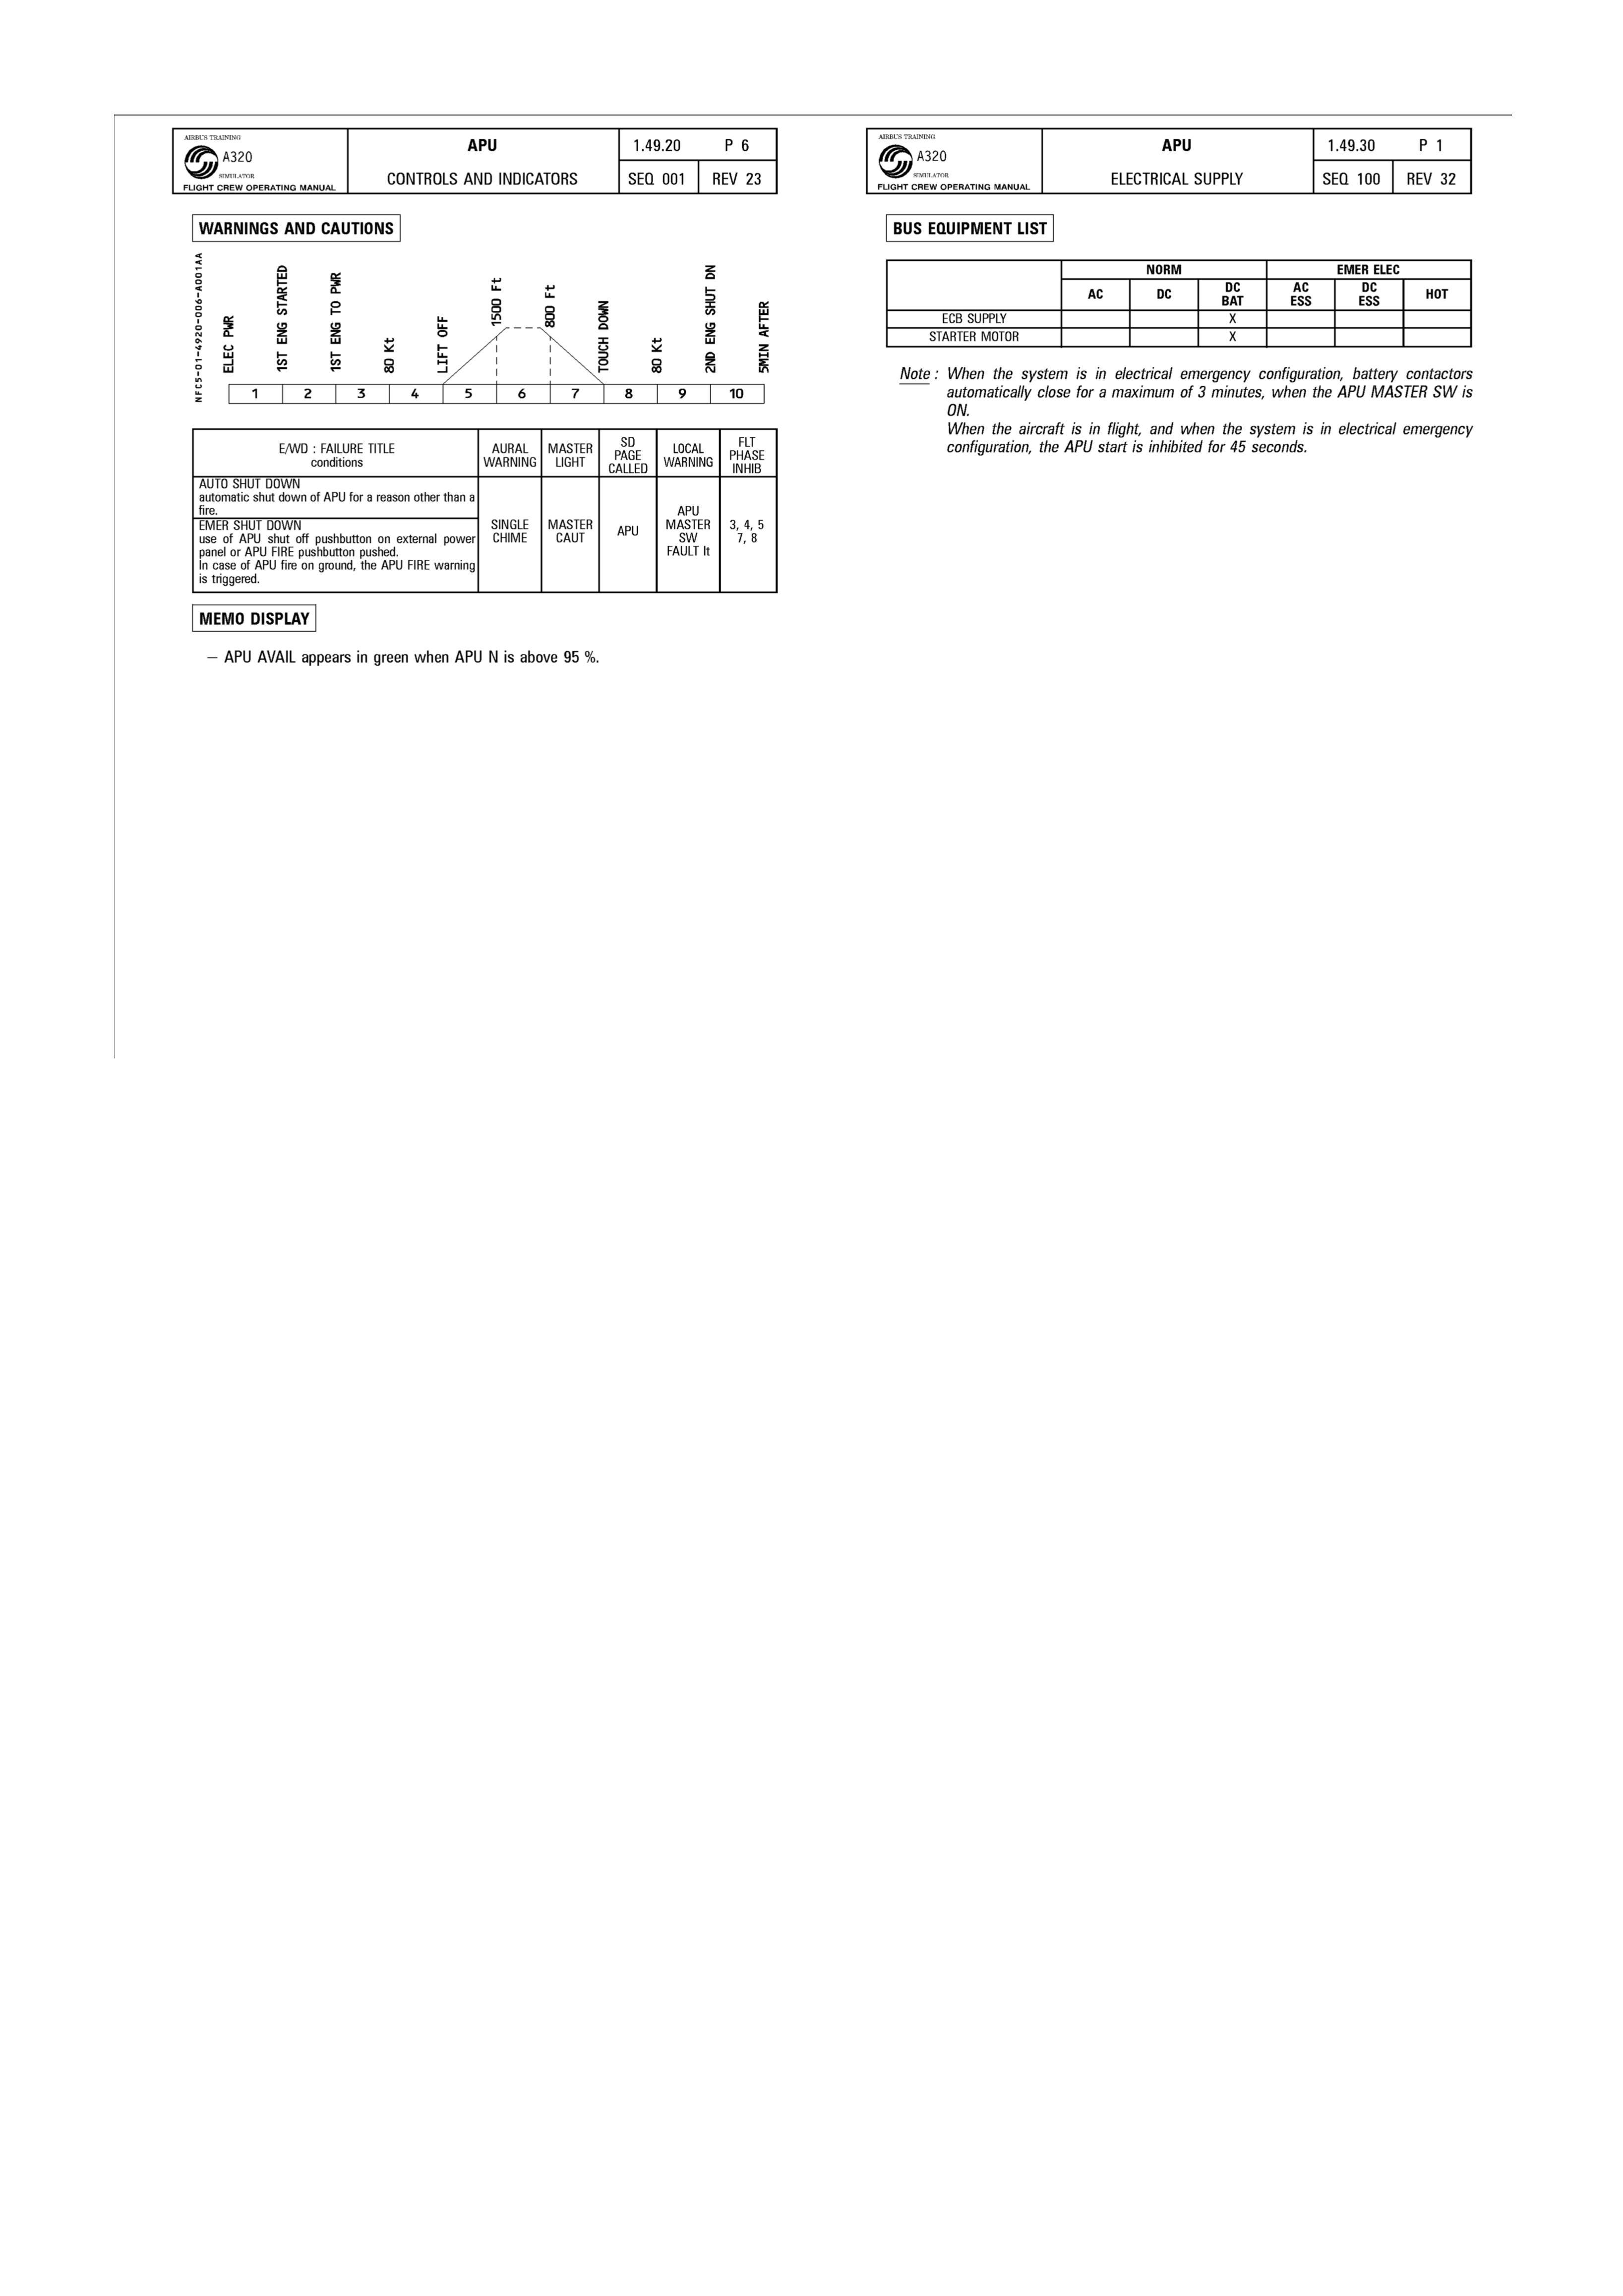 AIRBUS TRAINING
A320
SIMULATOR
FLIGHT CREW OPERATING MANUAL
APU
CONTROLS AND INDICATORS
1.49.20 P 6
SEQ 001 REV 23
WARNINGS AND CAUTIONS
NFC5-01-4920-006-A001AA
ELEC PWR
1ST ENG STARTED
1ST ENG TO PWR
80 Kt
LIFT OFF
1500 Ft
800 Ft
TOUCH DOWN
80 Kt
2ND ENG SHUT DN
5MIN AFTER
1 2 3 4 5 6 7 8 9 10
E/WD : FAILURE TITLE
conditions
AURAL
WARNING
MASTER
LIGHT
SD
PAGE
CALLED
LOCAL
WARNING
FLT
PHASE
INHIB
AUTO SHUT DOWN
automatic shut down of APU for a reason other than a
fire.
EMER SHUT DOWN
use of APU shut off pushbutton on external power
panel or APU FIRE pushbutton pushed.
In case of APU fire on ground, the APU FIRE warning
is triggered.
SINGLE
CHIME
MASTER
CAUT
APU
APU
MASTER
SW
FAULT lt
3, 4, 5
7, 8
MEMO DISPLAY
– APU AVAIL appears in green when APU N is above 95 %.
AIRBUS TRAINING
A320
SIMULATOR
FLIGHT CREW OPERATING MANUAL
APU
ELECTRICAL SUPPLY
1.49.30 P 1
SEQ 100 REV 32
BUS EQUIPMENT LIST
NORM EMER ELEC
AC DC DC BAT AC ESS DC ESS HOT
ECB SUPPLY X
STARTER MOTOR X
Note : When the system is in electrical emergency configuration, battery contactors
automatically close for a maximum of 3 minutes, when the APU MASTER SW is
ON.
When the aircraft is in flight, and when the system is in electrical emergency
configuration, the APU start is inhibited for 45 seconds.